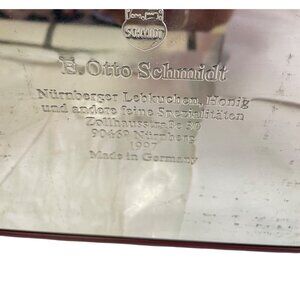 SCHMIDT
E. Otto Schmidt
Nürnberger Lebkuchen, Honig
und andere feine Spezialitäten
Zollhausstraße 30
90469 Nürnberg
1997
Made in Germany